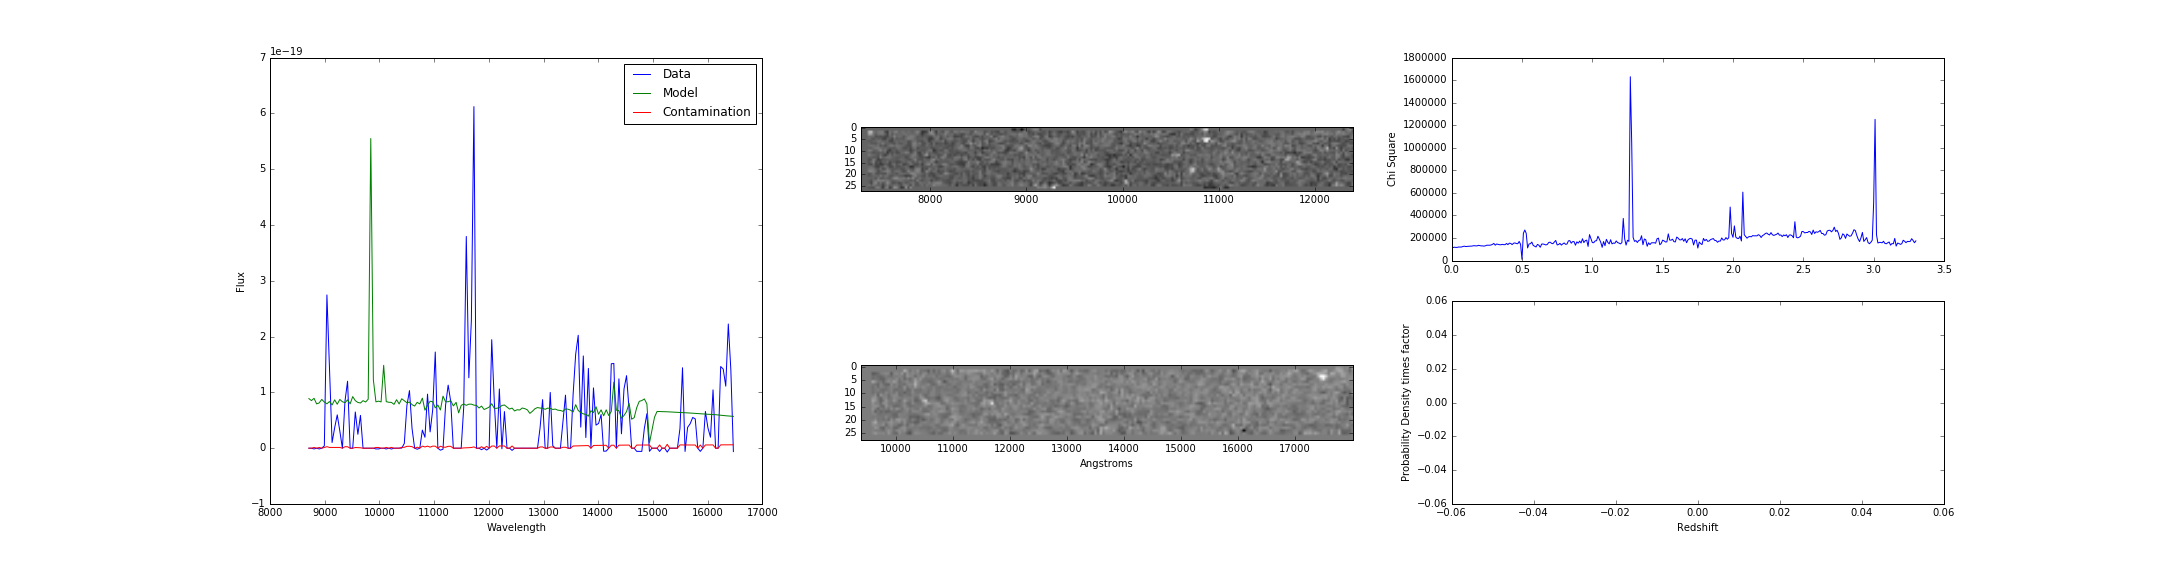 1e−19
7
6
5
4
3
2
1
0
−1
8000 9000 10000 11000 12000 13000 14000 15000 16000 17000
Wavelength
Flux
Data
Model
Contamination
0
5
10
15
20
25
8000 9000 10000 11000 12000
0
5
10
15
20
25
10000 11000 12000 13000 14000 15000 16000 17000
Angstroms
1800000
1600000
1400000
1200000
1000000
800000
600000
400000
200000
0
0.0 0.5 1.0 1.5 2.0 2.5 3.0 3.5
Chi Square
0.06
0.04
0.02
0.00
−0.02
−0.04
−0.06
−0.06 −0.04 −0.02 0.00 0.02 0.04 0.06
Redshift
Probability Density times factor